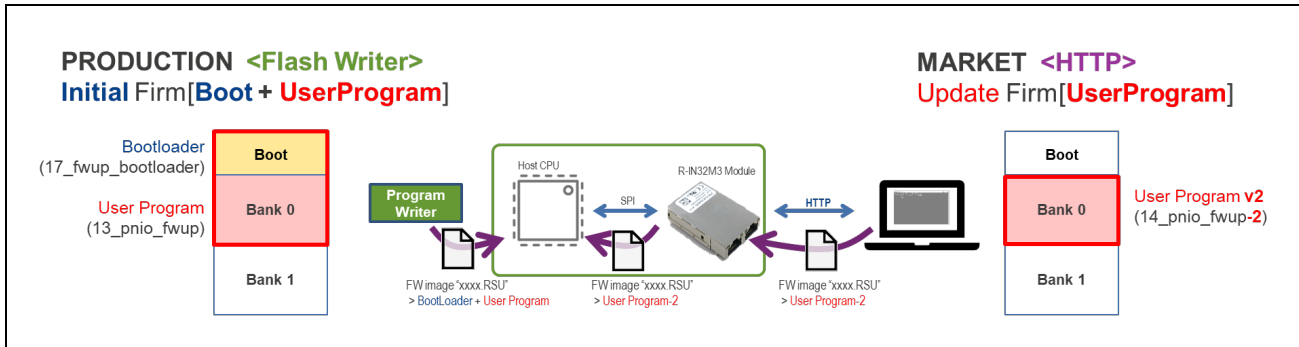 PRODUCTION <Flash Writer>
Initial Firm[Boot + UserProgram]
Bootloader
(17_fwup_bootloader)
User Program
(13_pnio_fwup)
Boot
Bank 0
Bank 1
Program
Writer
Host CPU
SPI
R-IN32M3 Module
HTTP
FW image "xxxx.RSU"
> BootLoader + User Program
FW image "xxxx.RSU"
> User Program-2
FW image "xxxx.RSU"
> User Program-2
MARKET <HTTP>
Update Firm[UserProgram]
Boot
Bank 0
Bank 1
User Program v2
(14_pnio_fwup-2)